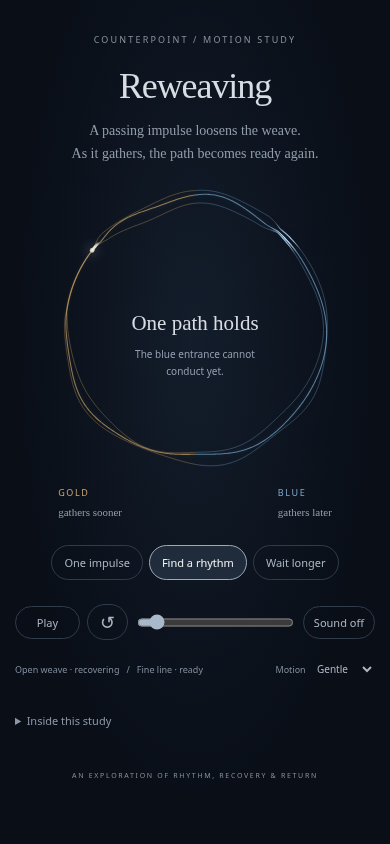 COUNTERPOINT / MOTION STUDY
Reweaving
A passing impulse loosens the weave.
As it gathers, the path becomes ready again.
One path holds
The blue entrance cannot
conduct yet.
GOLD
gathers sooner
BLUE
gathers later
One impulse
Find a rhythm
Wait longer
Play
↺
Sound off
Open weave · recovering / Fine line · ready
Motion
Gentle
Inside this study
AN EXPLORATION OF RHYTHM, RECOVERY & RETURN